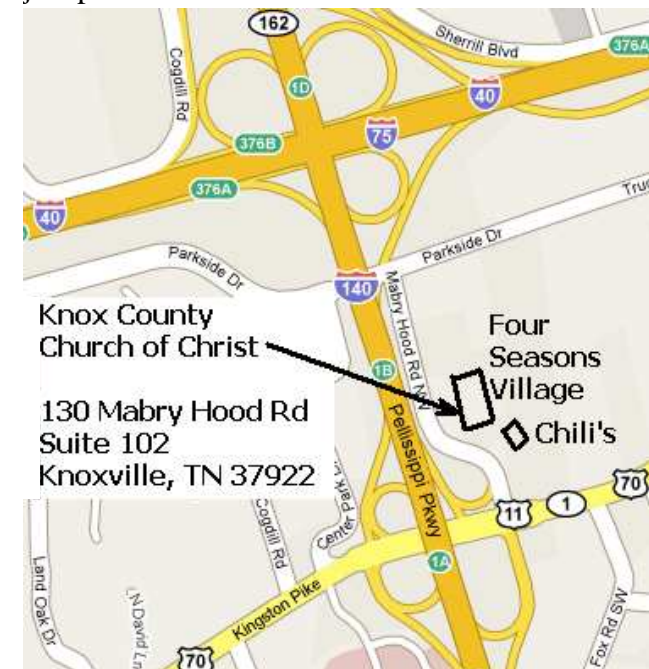 162
Sherrill Blvd
376A
Cogdill Rd
1D
40
376B
75
376A
40
Parkside Dr
Parkside Dr
140
Mabry Hood Rd NW
Knox County
Church of Christ
Four
Seasons
Village
1B
130 Mabry Hood Rd
Suite 102
Knoxville, TN 37922
Chili's
Pellissippi Pkwy
70
11
1
Cogdill Rd
Center Park
1A
Land Oak Dr
N David Ln
Kingston Pike
Fox Rd SW
70